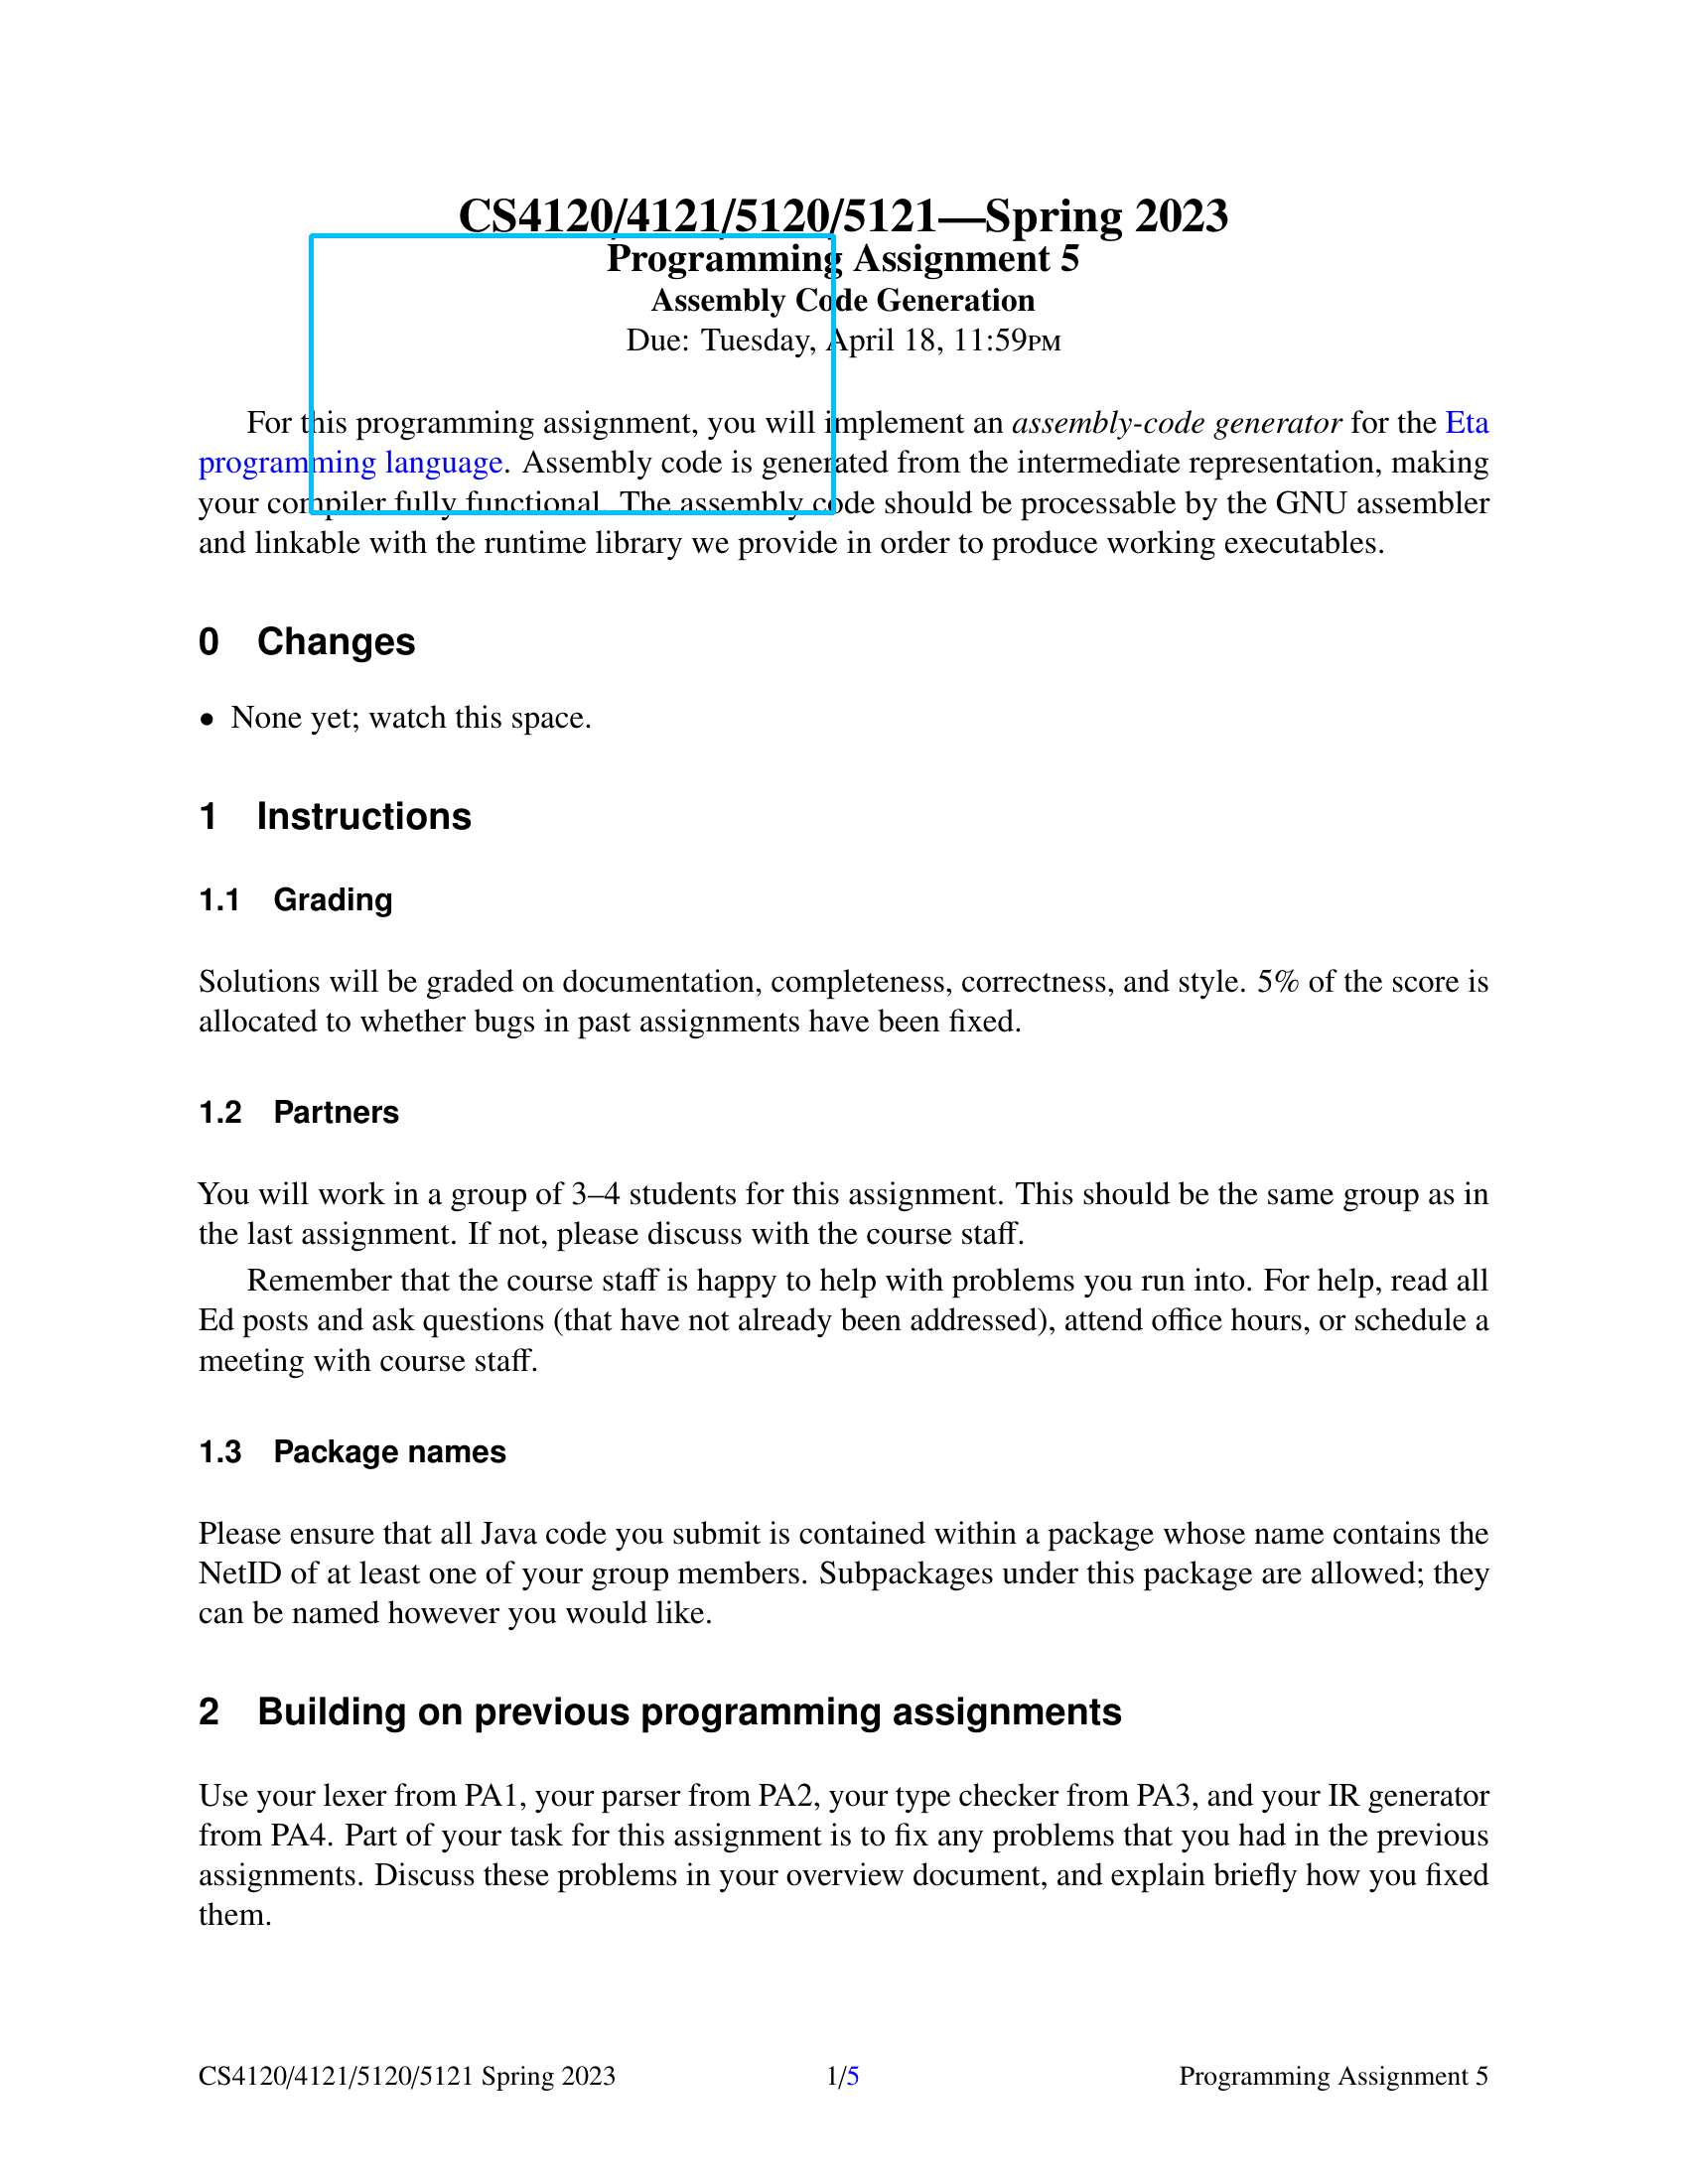 CS4120/4121/5120/5121—Spring 2023
Programming Assignment 5
Assembly Code Generation
Due: Tuesday, April 18, 11:59PM
For this programming assignment, you will implement an assembly-code generator for the Eta
programming language. Assembly code is generated from the intermediate representation, making
your compiler fully functional. The assembly code should be processable by the GNU assembler
and linkable with the runtime library we provide in order to produce working executables.
0 Changes
• None yet; watch this space.
1 Instructions
1.1 Grading
Solutions will be graded on documentation, completeness, correctness, and style. 5% of the score is
allocated to whether bugs in past assignments have been fixed.
1.2 Partners
You will work in a group of 3–4 students for this assignment. This should be the same group as in
the last assignment. If not, please discuss with the course staff.
Remember that the course staff is happy to help with problems you run into. For help, read all
Ed posts and ask questions (that have not already been addressed), attend office hours, or schedule a
meeting with course staff.
1.3 Package names
Please ensure that all Java code you submit is contained within a package whose name contains the
NetID of at least one of your group members. Subpackages under this package are allowed; they
can be named however you would like.
2 Building on previous programming assignments
Use your lexer from PA1, your parser from PA2, your type checker from PA3, and your IR generator
from PA4. Part of your task for this assignment is to fix any problems that you had in the previous
assignments. Discuss these problems in your overview document, and explain briefly how you fixed
them.
CS4120/4121/5120/5121 Spring 2023 1/5 Programming Assignment 5